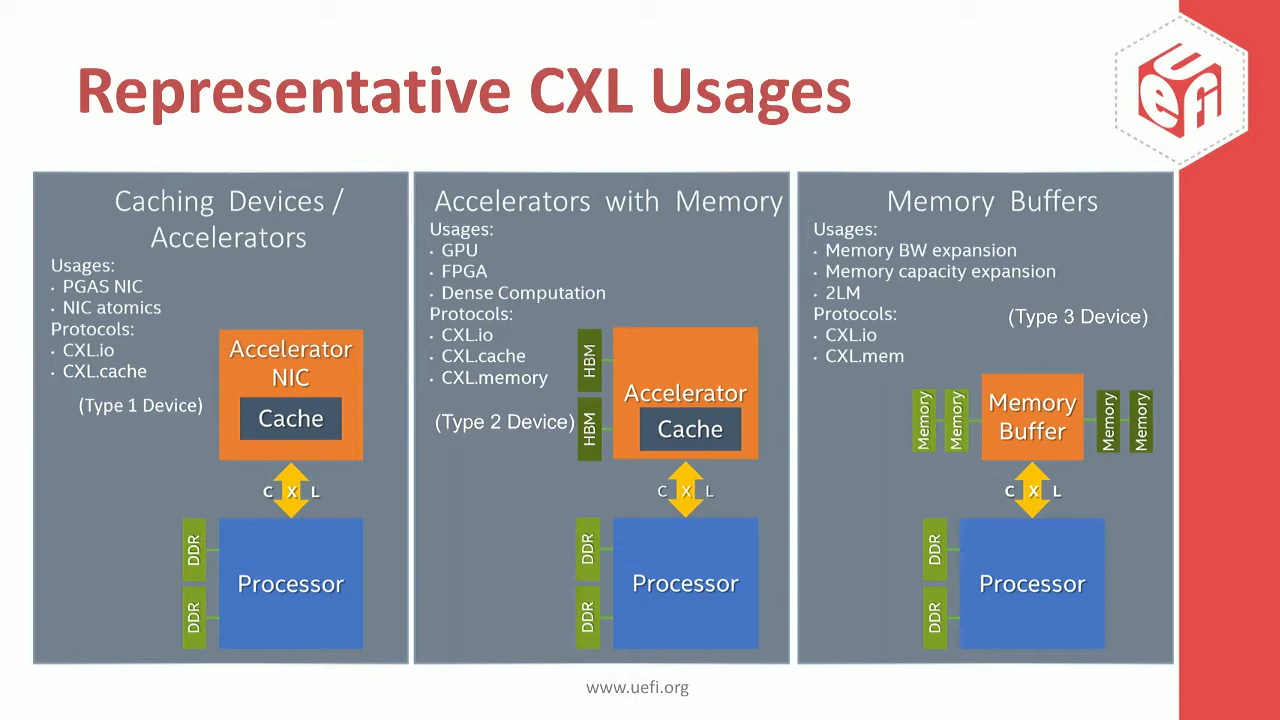 Representative CXL Usages
uefi
Caching Devices /
Accelerators
Usages:
· PGAS NIC
· NIC atomics
Protocols:
· CXL.io
· CXL.cache
(Type 1 Device)
Accelerator
NIC
Cache
C X L
DDR
DDR
Processor
Accelerators with Memory
Usages:
· GPU
· FPGA
· Dense Computation
Protocols:
· CXL.io
· CXL.cache
· CXL.memory
(Type 2 Device)
HBM
HBM
Accelerator
Cache
C X L
DDR
DDR
Processor
Memory Buffers
Usages:
· Memory BW expansion
· Memory capacity expansion
· 2LM
Protocols:
· CXL.io
· CXL.mem
(Type 3 Device)
Memory
Memory
Memory
Buffer
Memory
Memory
C X L
DDR
DDR
Processor
www.uefi.org